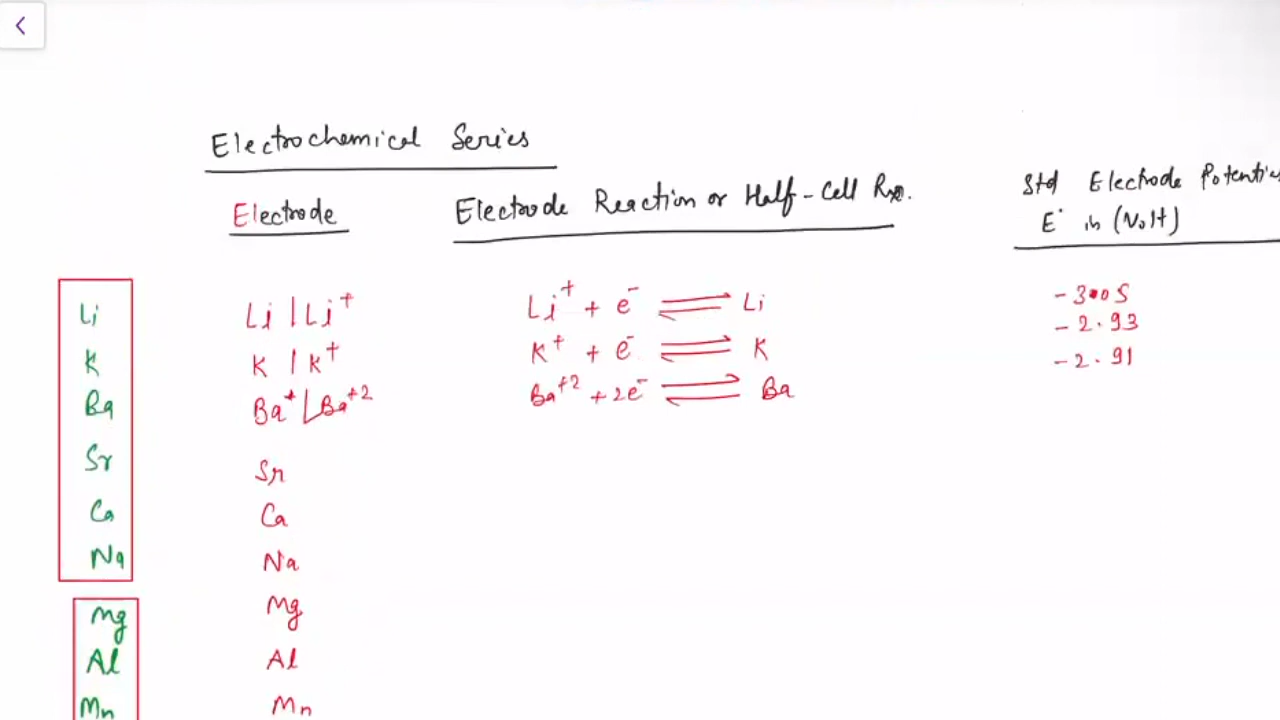 Electrochemical Series
Electrode Electrode Reaction or Half-Cell Rxn. Std Electrode Potentia
E° in (Volt)
Li Li | Li⁺ Li⁺ + e⁻ ⇌ Li -3.05
K K | K⁺ K⁺ + e⁻ ⇌ K -2.93
Ba Ba⁺ | Ba⁺² Ba⁺² + 2e⁻ ⇌ Ba -2.91
Sr Sr
Ca Ca
Na Na
Mg Mg
Al Al
Mn Mn